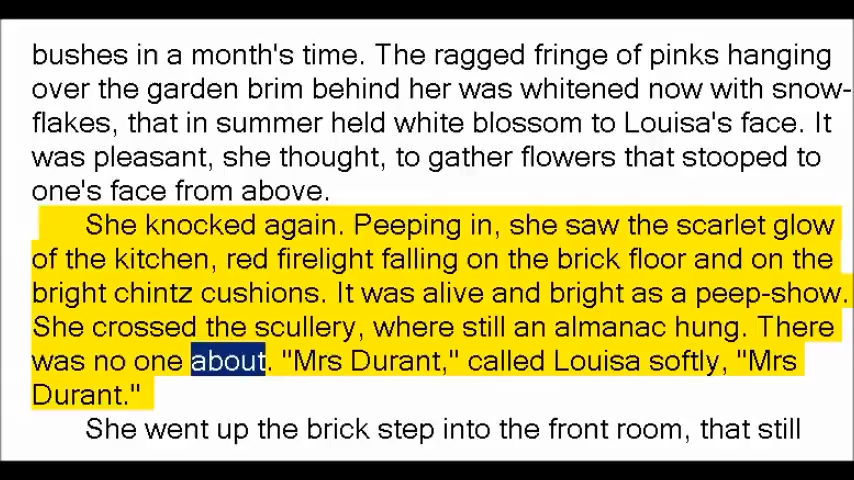 bushes in a month's time. The ragged fringe of pinks hanging
over the garden brim behind her was whitened now with snow-
flakes, that in summer held white blossom to Louisa's face. It
was pleasant, she thought, to gather flowers that stooped to
one's face from above.
She knocked again. Peeping in, she saw the scarlet glow
of the kitchen, red firelight falling on the brick floor and on the
bright chintz cushions. It was alive and bright as a peep-show.
She crossed the scullery, where still an almanac hung. There
was no one about. "Mrs Durant," called Louisa softly, "Mrs
Durant."
She went up the brick step into the front room, that still